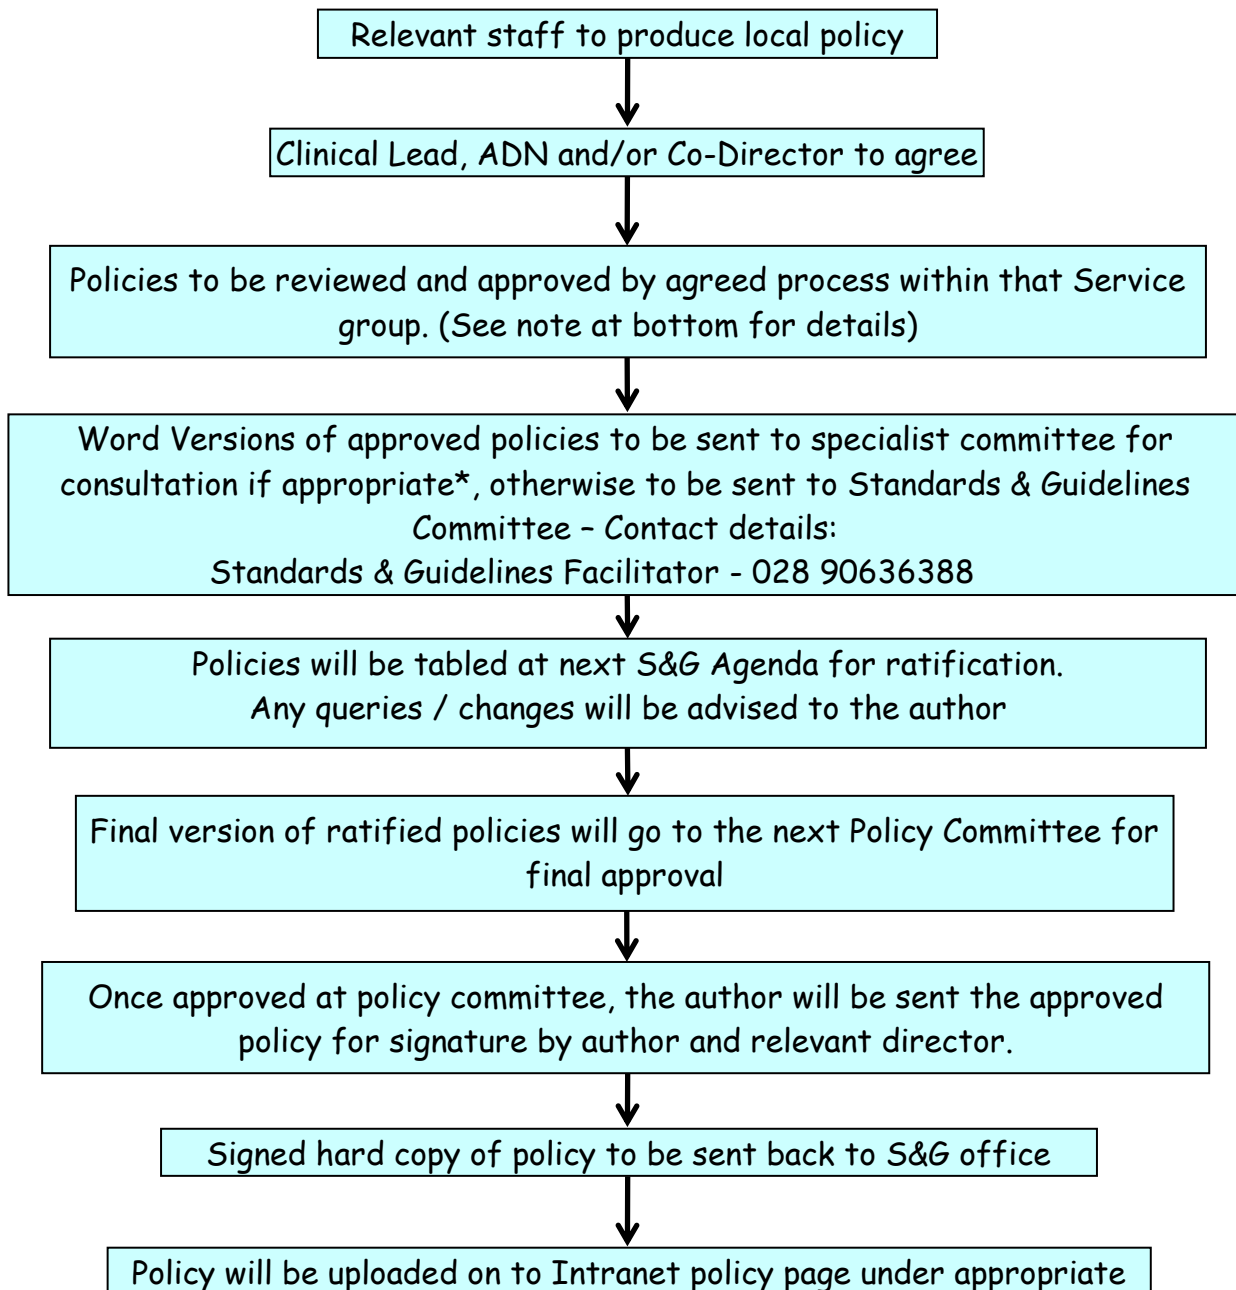 Relevant staff to produce local policy
Clinical Lead, ADN and/or Co-Director to agree
Policies to be reviewed and approved by agreed process within that Service
group. (See note at bottom for details)
Word Versions of approved policies to be sent to specialist committee for
consultation if appropriate*, otherwise to be sent to Standards & Guidelines
Committee – Contact details:
Standards & Guidelines Facilitator - 028 90636388
Policies will be tabled at next S&G Agenda for ratification.
Any queries / changes will be advised to the author
Final version of ratified policies will go to the next Policy Committee for
final approval
Once approved at policy committee, the author will be sent the approved
policy for signature by author and relevant director.
Signed hard copy of policy to be sent back to S&G office
Policy will be uploaded on to Intranet policy page under appropriate